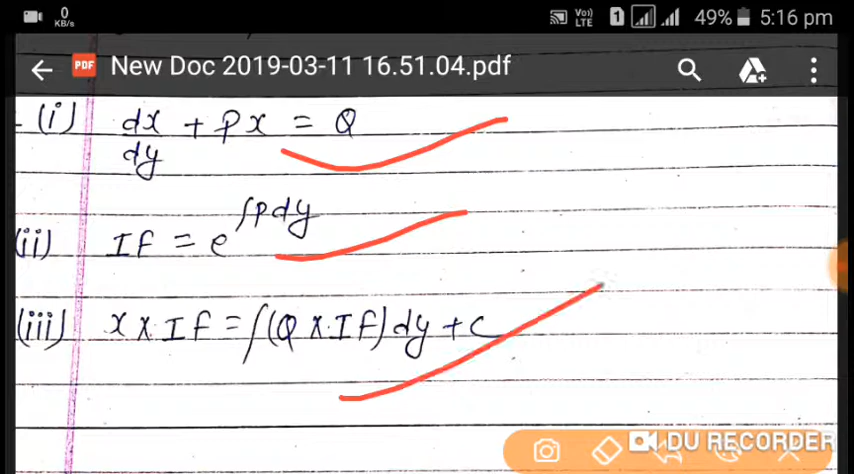 0
KB/s
Vo))
LTE
1
49%
5:16 pm
PDF
New Doc 2019-03-11 16.51.04.pdf
(i) dx/dy + Px = Q
(ii) IF = e^∫Pdy
(iii) x × IF = ∫(Q × IF) dy + C
DU RECORDER